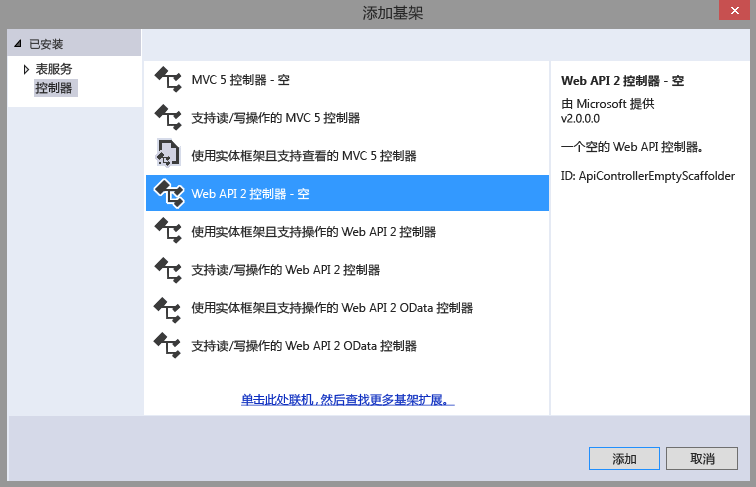 添加基架
已安装
表服务
控制器
MVC 5 控制器 - 空
支持读/写操作的 MVC 5 控制器
使用实体框架且支持查看的 MVC 5 控制器
Web API 2 控制器 - 空
使用实体框架且支持操作的 Web API 2 控制器
支持读/写操作的 Web API 2 控制器
使用实体框架且支持操作的 Web API 2 OData 控制器
支持读/写操作的 Web API 2 OData 控制器
单击此处联机,然后查找更多基架扩展。
Web API 2 控制器 - 空
由 Microsoft 提供
v2.0.0.0
一个空的 Web API 控制器。
ID: ApiControllerEmptyScaffolder
添加
取消